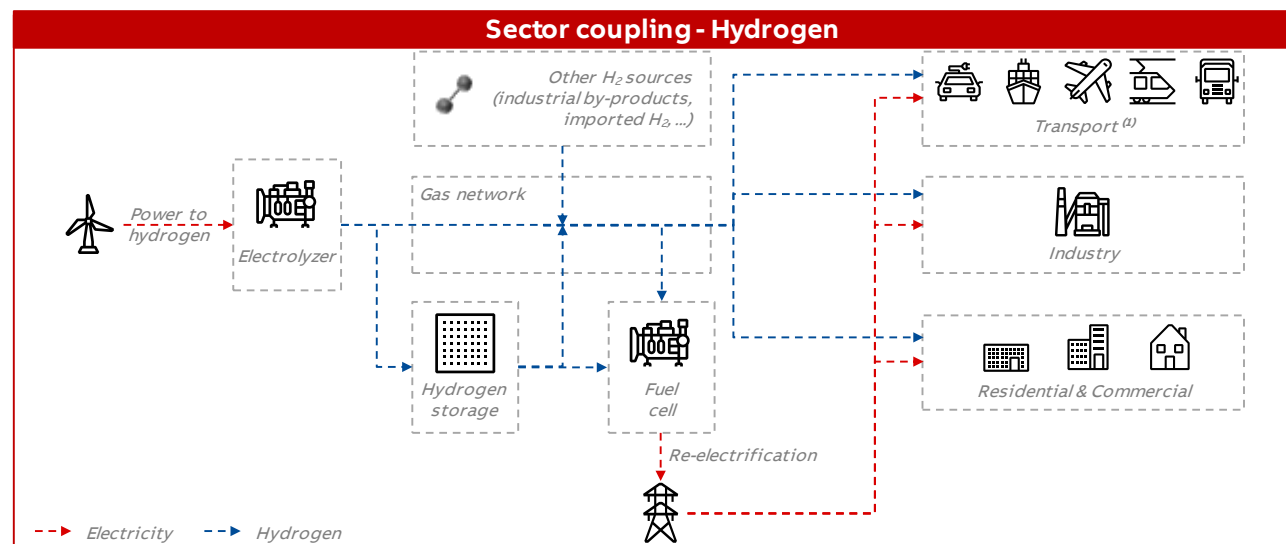 Sector coupling - Hydrogen
Other H₂ sources
(industrial by-products,
imported H₂, ...)
Transport ⁽¹⁾
Gas network
Power to
hydrogen
Electrolyzer
Industry
Hydrogen
storage
Fuel
cell
Residential & Commercial
Re-electrification
Electricity
Hydrogen